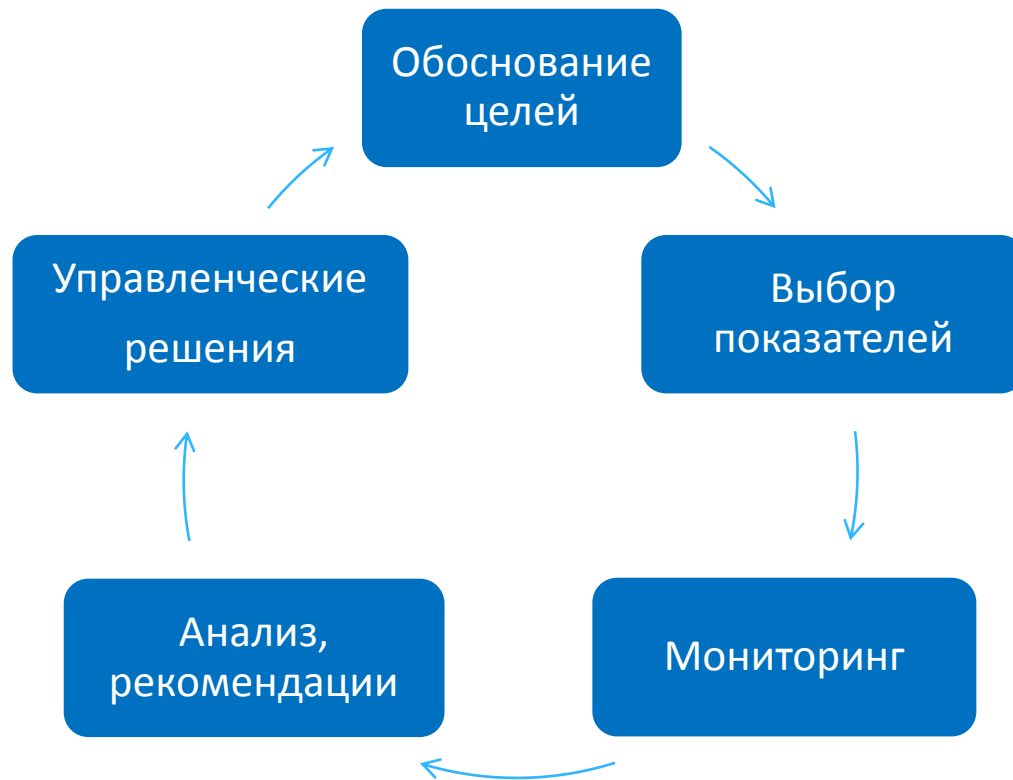 Обоснование
целей
Выбор
показателей
Мониторинг
Анализ,
рекомендации
Управленческие
решения